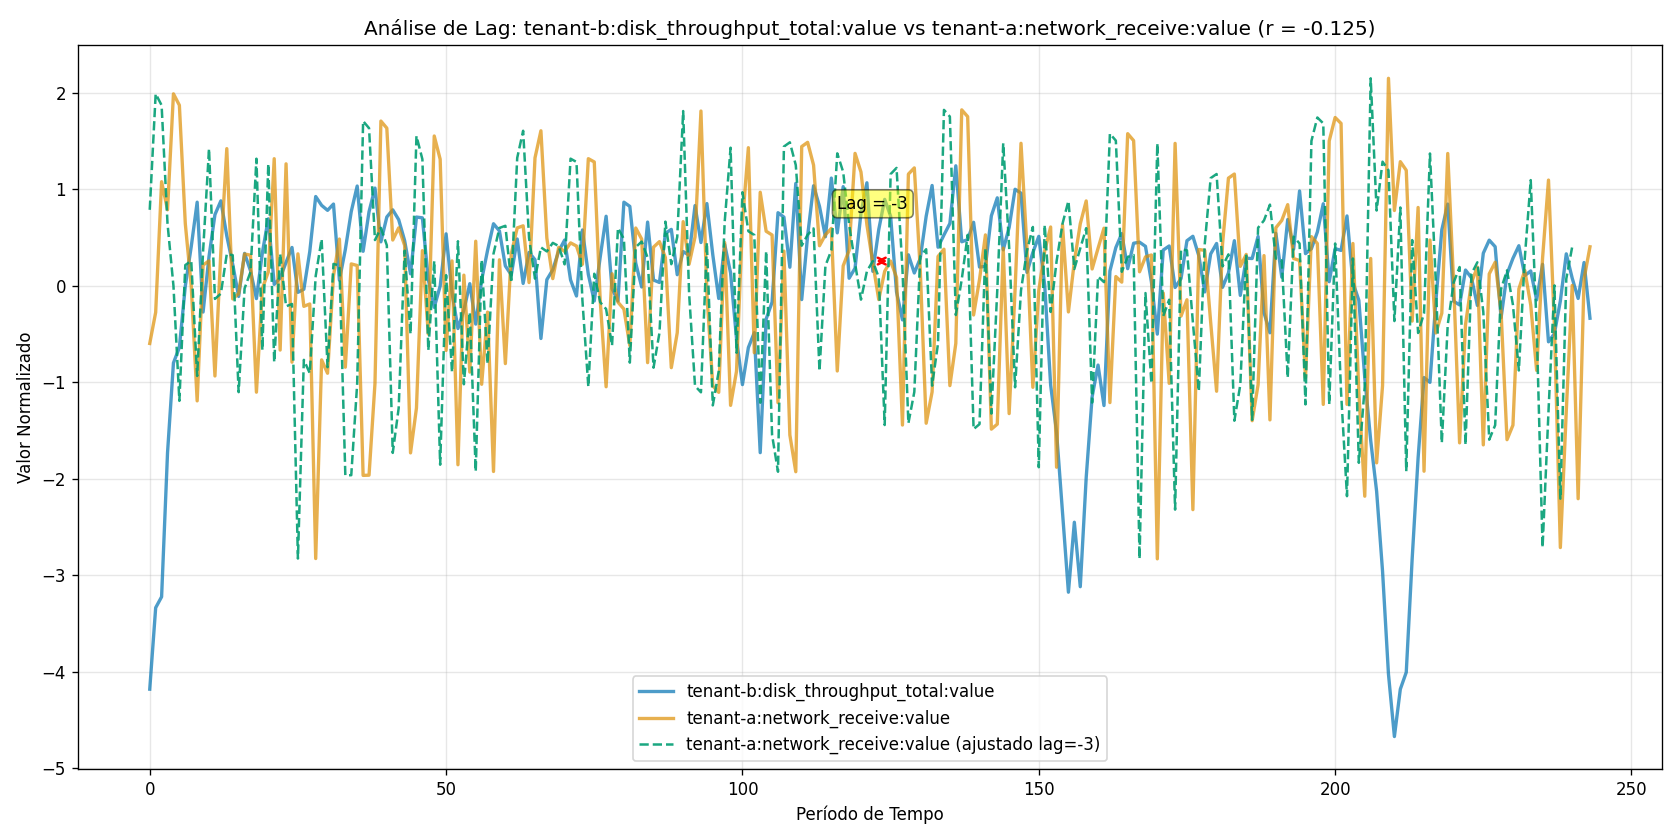 Análise de Lag: tenant-b:disk_throughput_total:value vs tenant-a:network_receive:value (r = -0.125)
Valor Normalizado
2
1
0
−1
−2
−3
−4
−5
Lag = -3
tenant-b:disk_throughput_total:value
tenant-a:network_receive:value
tenant-a:network_receive:value (ajustado lag=-3)
0 50 100 150 200 250
Período de Tempo